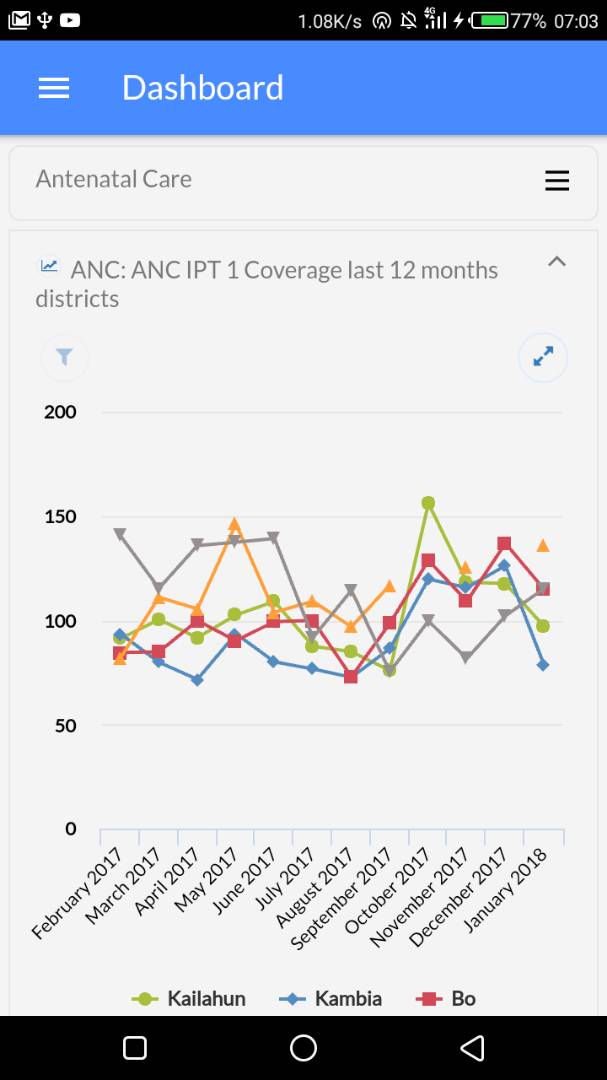 1.08K/s 4G 77% 07:03
Dashboard
Antenatal Care
ANC: ANC IPT 1 Coverage last 12 months
districts
200
150
100
50
0
February 2017
March 2017
April 2017
May 2017
June 2017
July 2017
August 2017
September 2017
October 2017
November 2017
December 2017
January 2018
Kailahun Kambia Bo